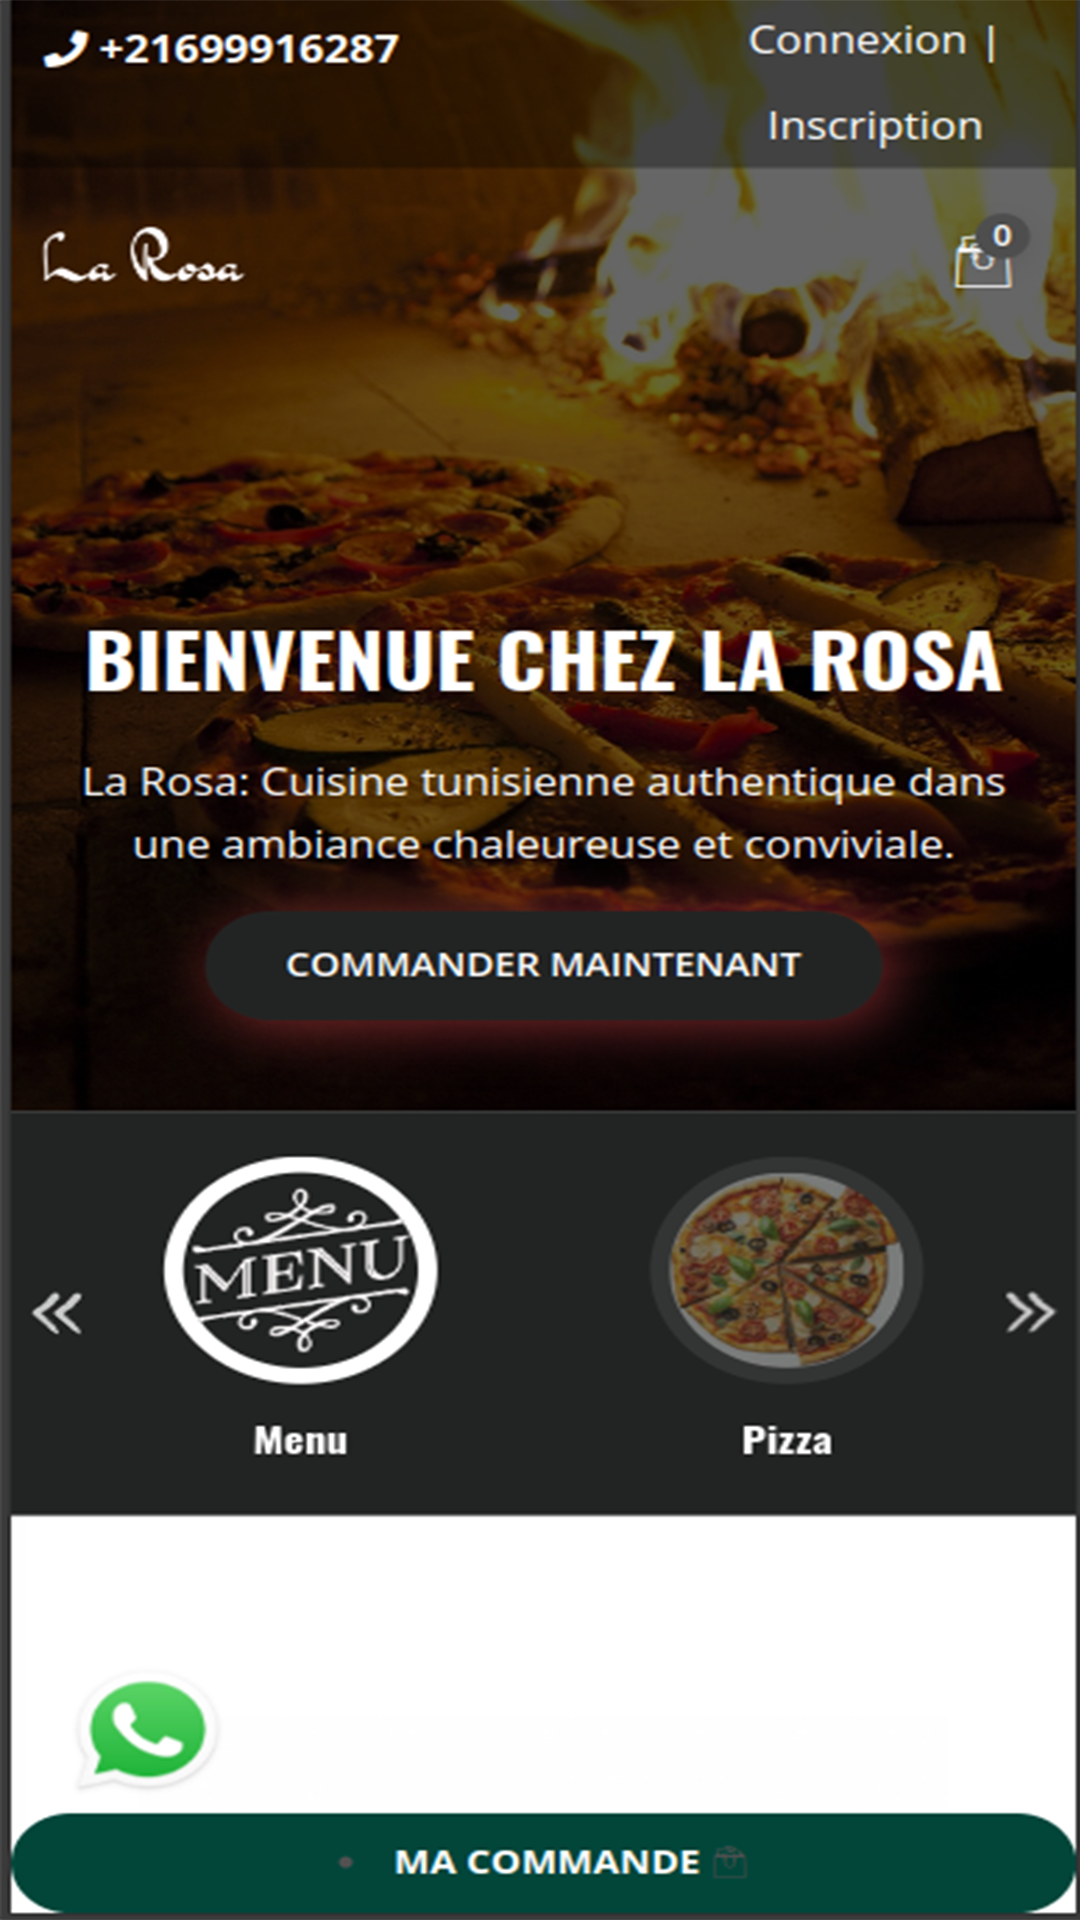 +21699916287
Connexion |
Inscription
La Rosa
0
BIENVENUE CHEZ LA ROSA
La Rosa: Cuisine tunisienne authentique dans
une ambiance chaleureuse et conviviale.
COMMANDER MAINTENANT
MENU
Menu
Pizza
MA COMMANDE